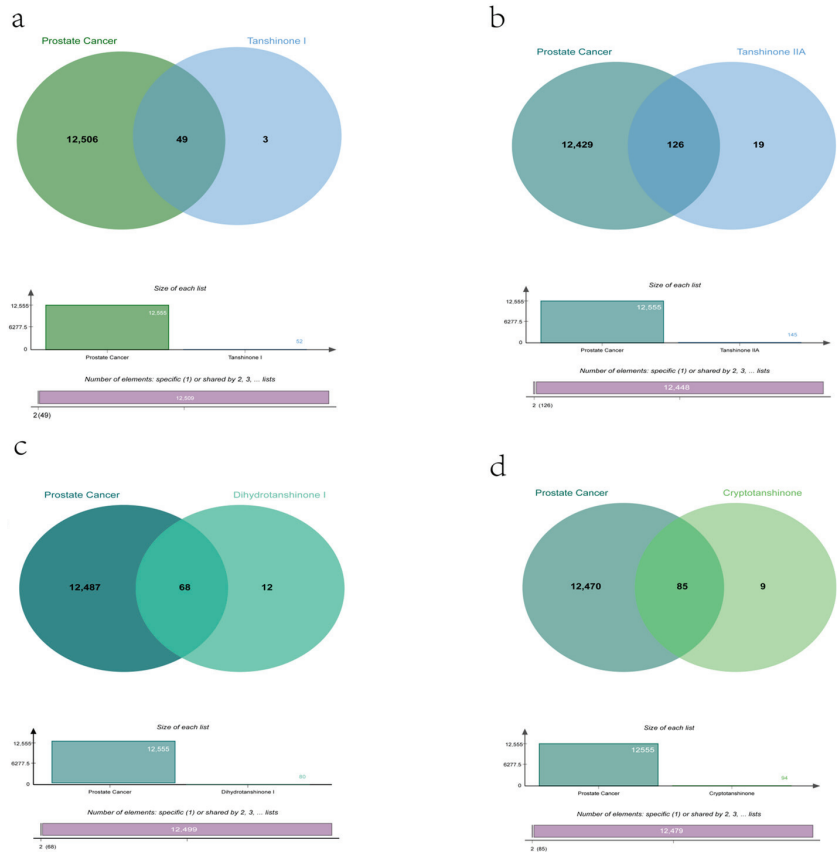 a
Prostate Cancer
Tanshinone I
12,506
49
3
Size of each list
12,555
6277.5
0
12,555
52
Prostate Cancer
Tanshinone I
Number of elements: specific (1) or shared by 2, 3, ... lists
12,509
2(49)
b
Prostate Cancer
Tanshinone IIA
12,429
126
19
Size of each list
12,555
6277.5
0
12,555
145
Prostate Cancer
Tanshinone IIA
Number of elements: specific (1) or shared by 2, 3, ... lists
12,448
2 (126)
c
Prostate Cancer
Dihydrotanshinone I
12,487
68
12
Size of each list
12,555
6277.5
0
12,555
80
Prostate Cancer
Dihydrotanshinone I
Number of elements: specific (1) or shared by 2, 3, ... lists
12,499
2 (68)
d
Prostate Cancer
Cryptotanshinone
12,470
85
9
Size of each list
12,555
6277.5
0
12555
94
Prostate Cancer
Cryptotanshinone
Number of elements: specific (1) or shared by 2, 3, ... lists
12,479
2 (85)